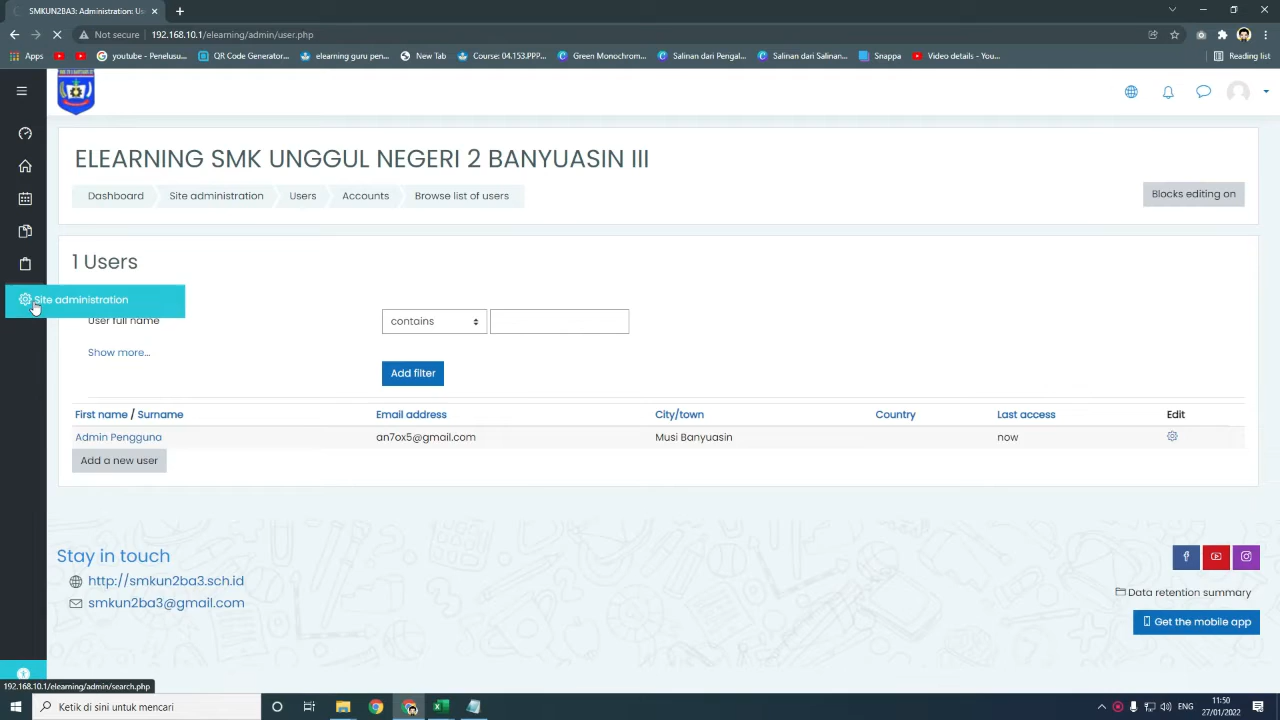 SMKUN2BA3: Administration: Users:
Not secure
192.168.10.1/elearning/admin/user.php
Apps
youtube - Penelusu...
QR Code Generator...
elearning guru pen...
New Tab
Course: 04.153.PPP...
Green Monochrom...
Salinan dari Pengakt...
Salinan dari Salinan...
Snappa
Video details - You...
Reading list
ELEARNING SMK UNGGUL NEGERI 2 BANYUASIN III
Dashboard
Site administration
Users
Accounts
Browse list of users
Blocks editing on
1 Users
Site administration
User full name
contains
Show more...
Add filter
First name / Surname
Email address
City/town
Country
Last access
Edit
Admin Pengguna
an7ox5@gmail.com
Musi Banyuasin
now
Add a new user
Stay in touch
http://smkun2ba3.sch.id
smkun2ba3@gmail.com
Data retention summary
Get the mobile app
192.168.10.1/elearning/admin/search.php
Ketik di sini untuk mencari
11:50
27/01/2022